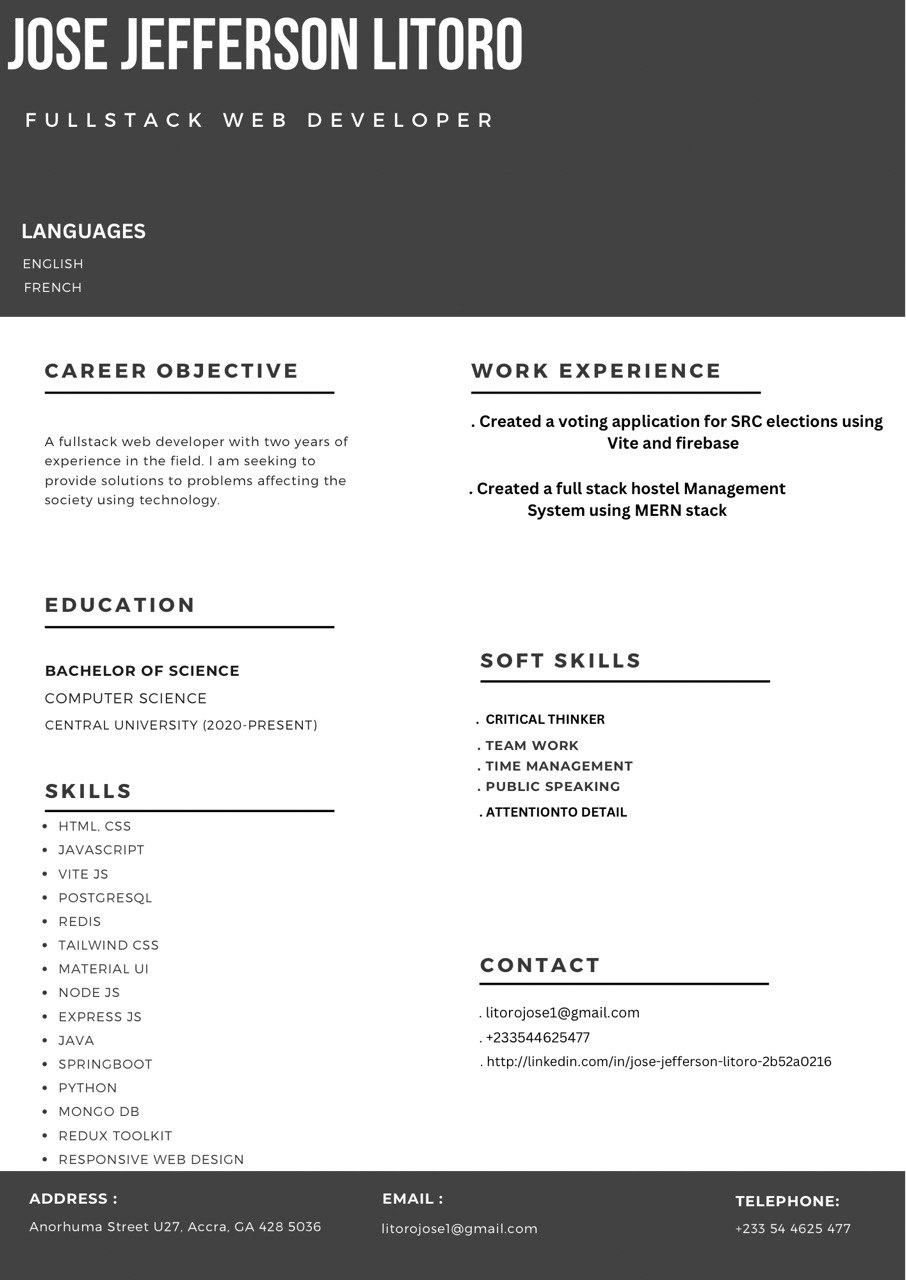 JOSE JEFFERSON LITORO
FULLSTACK WEB DEVELOPER
LANGUAGES
ENGLISH
FRENCH
CAREER OBJECTIVE
A fullstack web developer with two years of
experience in the field. I am seeking to
provide solutions to problems affecting the
society using technology.
EDUCATION
BACHELOR OF SCIENCE
COMPUTER SCIENCE
CENTRAL UNIVERSITY (2020-PRESENT)
SKILLS
• HTML, CSS
• JAVASCRIPT
• VITE JS
• POSTGRESQL
• REDIS
• TAILWIND CSS
• MATERIAL UI
• NODE JS
• EXPRESS JS
• JAVA
• SPRINGBOOT
• PYTHON
• MONGO DB
• REDUX TOOLKIT
• RESPONSIVE WEB DESIGN
WORK EXPERIENCE
. Created a voting application for SRC elections using
Vite and firebase
. Created a full stack hostel Management
System using MERN stack
SOFT SKILLS
. CRITICAL THINKER
. TEAM WORK
. TIME MANAGEMENT
. PUBLIC SPEAKING
. ATTENTIONTO DETAIL
CONTACT
. litorojose1@gmail.com
. +233544625477
. http://linkedin.com/in/jose-jefferson-litoro-2b52a0216
ADDRESS :
Anorhuma Street U27, Accra, GA 428 5036
EMAIL :
litorojose1@gmail.com
TELEPHONE:
+233 54 4625 477